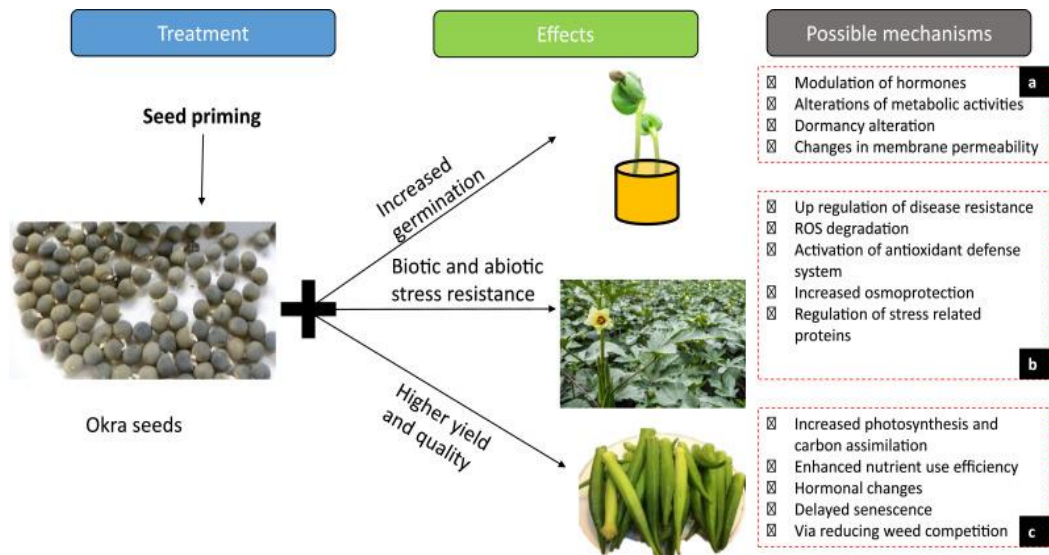 Treatment
Effects
Possible mechanisms
Seed priming
Okra seeds
Increased
germination
Biotic and abiotic
stress resistance
Higher yield
and quality
a
Modulation of hormones
Alterations of metabolic activities
Dormancy alteration
Changes in membrane permeability
Up regulation of disease resistance
ROS degradation
Activation of antioxidant defense
system
Increased osmoprotection
Regulation of stress related
proteins
b
Increased photosynthesis and
carbon assimilation
Enhanced nutrient use efficiency
Hormonal changes
Delayed senescence
Via reducing weed competition
c